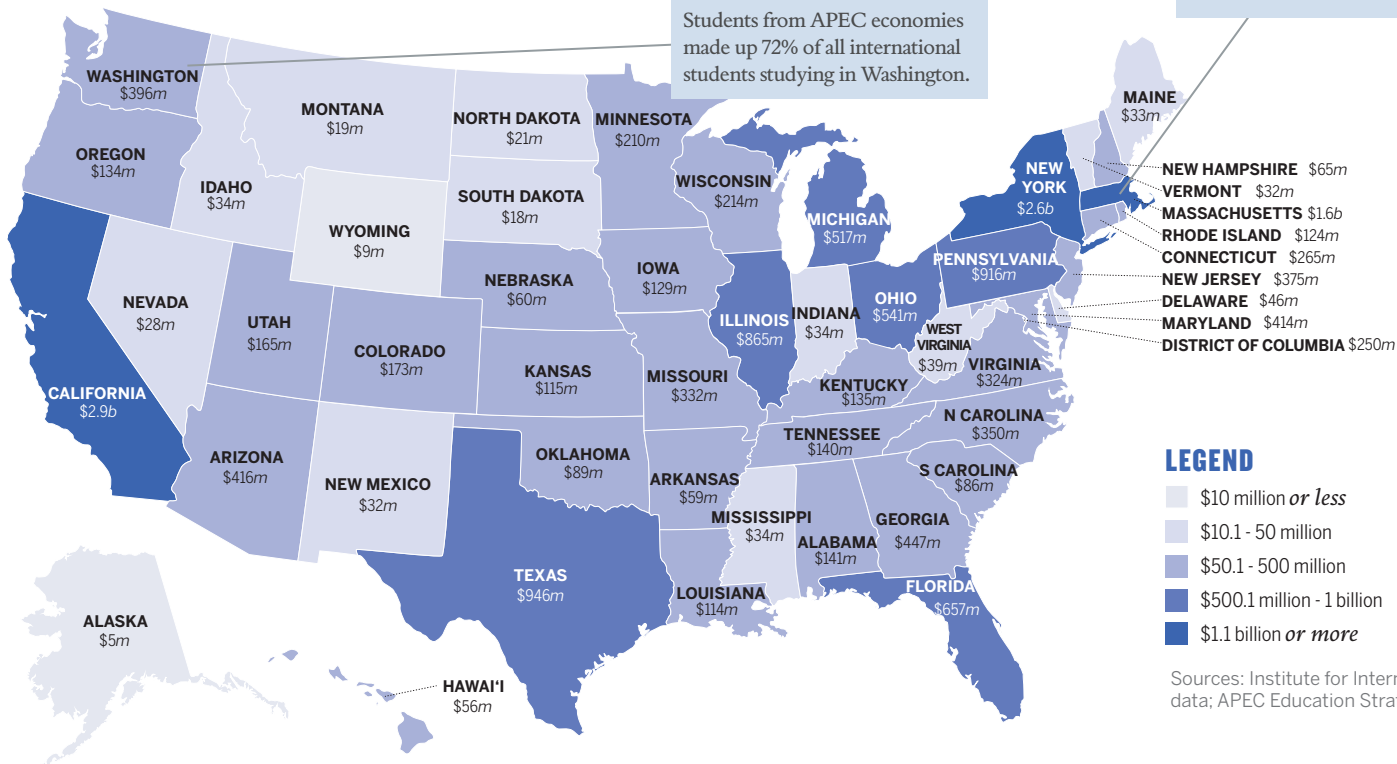 Students from APEC economies
made up 72% of all international
students studying in Washington.
WASHINGTON
$396m
OREGON
$134m
CALIFORNIA
$2.9b
NEVADA
$28m
IDAHO
$34m
MONTANA
$19m
WYOMING
$9m
UTAH
$165m
COLORADO
$173m
ARIZONA
$416m
NEW MEXICO
$32m
NORTH DAKOTA
$21m
SOUTH DAKOTA
$18m
NEBRASKA
$60m
KANSAS
$115m
OKLAHOMA
$89m
TEXAS
$946m
MINNESOTA
$210m
IOWA
$129m
MISSOURI
$332m
ARKANSAS
$59m
LOUISIANA
$114m
WISCONSIN
$214m
ILLINOIS
$865m
MICHIGAN
$517m
INDIANA
$34m
OHIO
$541m
KENTUCKY
$135m
TENNESSEE
$140m
MISSISSIPPI
$34m
ALABAMA
$141m
GEORGIA
$447m
FLORIDA
$657m
S CAROLINA
$86m
N CAROLINA
$350m
VIRGINIA
$324m
WEST
VIRGINIA
$39m
PENNSYLVANIA
$916m
NEW
YORK
$2.6b
MAINE
$33m
NEW HAMPSHIRE $65m
VERMONT $32m
MASSACHUSETTS $1.6b
RHODE ISLAND $124m
CONNECTICUT $265m
NEW JERSEY $375m
DELAWARE $46m
MARYLAND $414m
DISTRICT OF COLUMBIA $250m
ALASKA
$5m
HAWAI‘I
$56m
LEGEND
$10 million or less
$10.1 - 50 million
$50.1 - 500 million
$500.1 million - 1 billion
$1.1 billion or more
Sources: Institute for Intern
data; APEC Education Strat